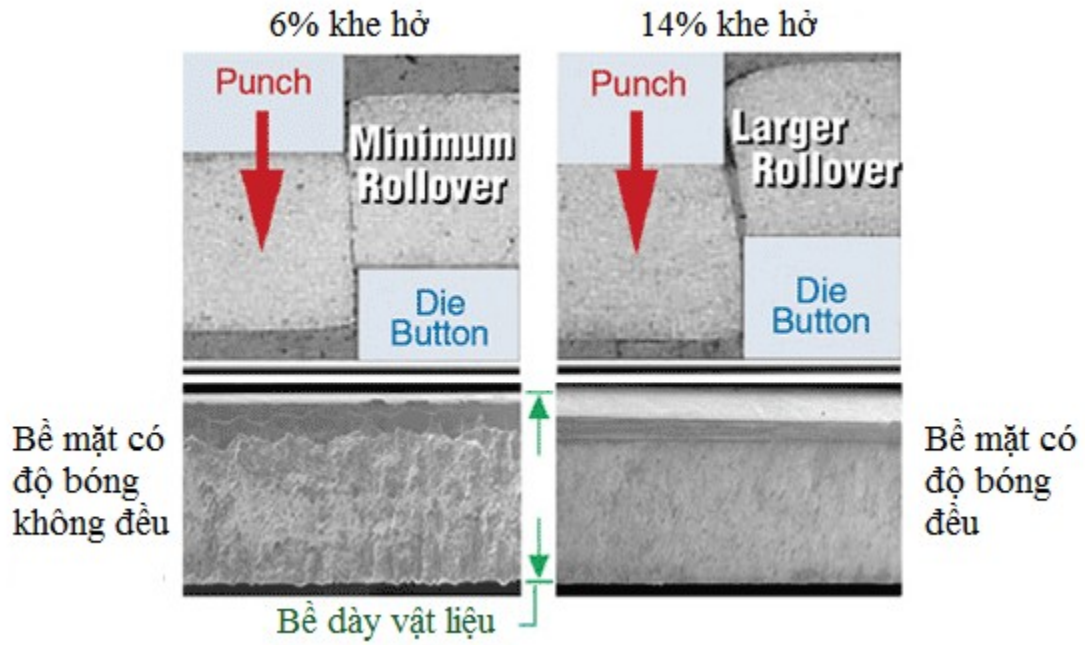 6% khe hở
14% khe hở
Punch
Minimum
Rollover
Die
Button
Punch
Larger
Rollover
Die
Button
Bề mặt có
độ bóng
không đều
Bề mặt có
độ bóng
đều
Bề dày vật liệu